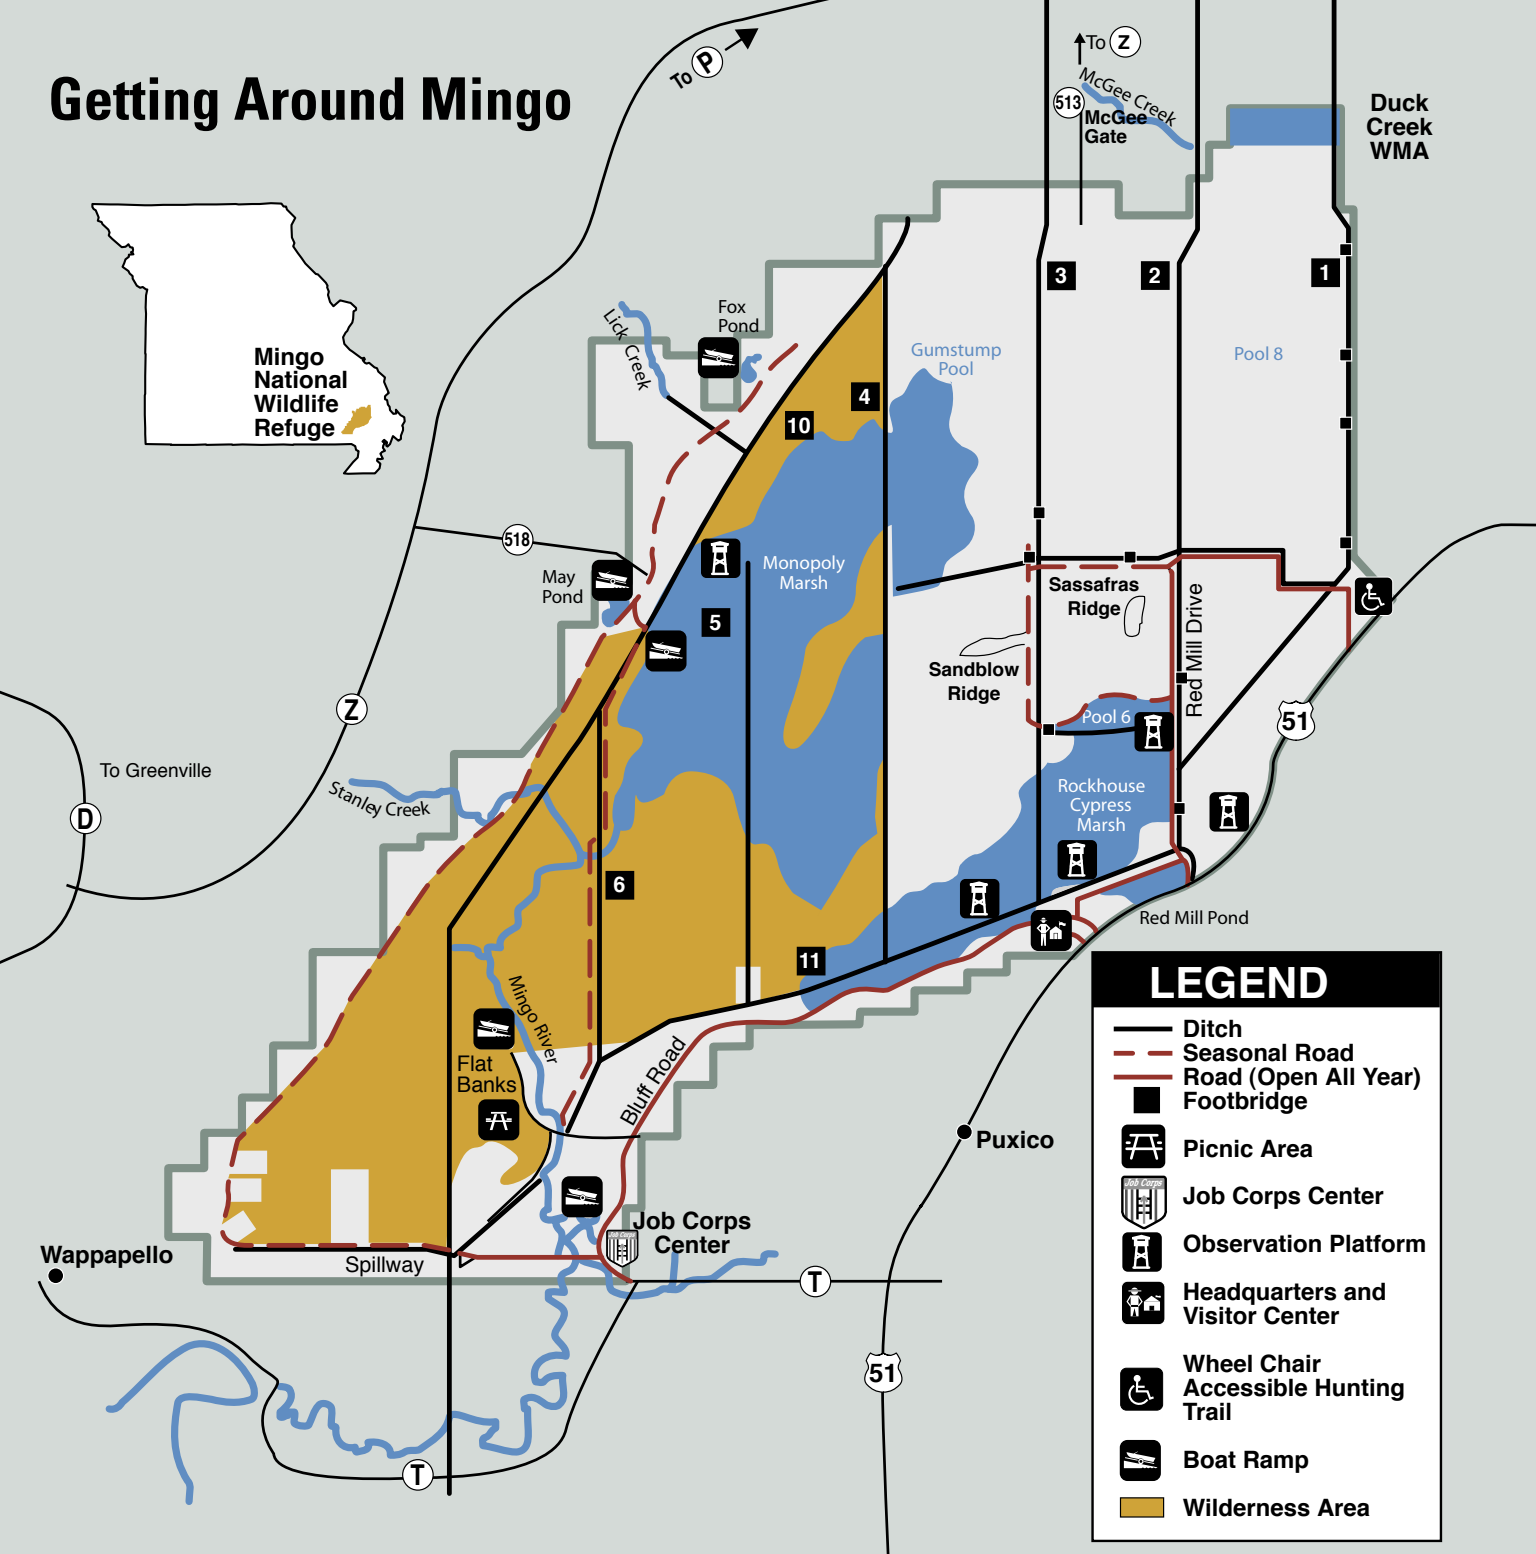 Getting Around Mingo
To P
To Z
McGee Creek
513
McGee
Gate
Duck
Creek
WMA
Mingo
National
Wildlife
Refuge
Lick Creek
Fox
Pond
3
2
1
Gumstump
Pool
Pool 8
4
10
518
May
Pond
Monopoly
Marsh
5
Sassafras
Ridge
Sandblow
Ridge
Red Mill Drive
Pool 6
51
Z
To Greenville
D
Stanley Creek
Rockhouse
Cypress
Marsh
6
Red Mill Pond
11
Mingo River
Flat
Banks
Bluff Road
Puxico
Job Corps
Job Corps
Center
Wappapello
Spillway
T
51
T
LEGEND
Ditch
Seasonal Road
Road (Open All Year)
Footbridge
Picnic Area
Job Corps
Job Corps Center
Observation Platform
Headquarters and
Visitor Center
Wheel Chair
Accessible Hunting
Trail
Boat Ramp
Wilderness Area